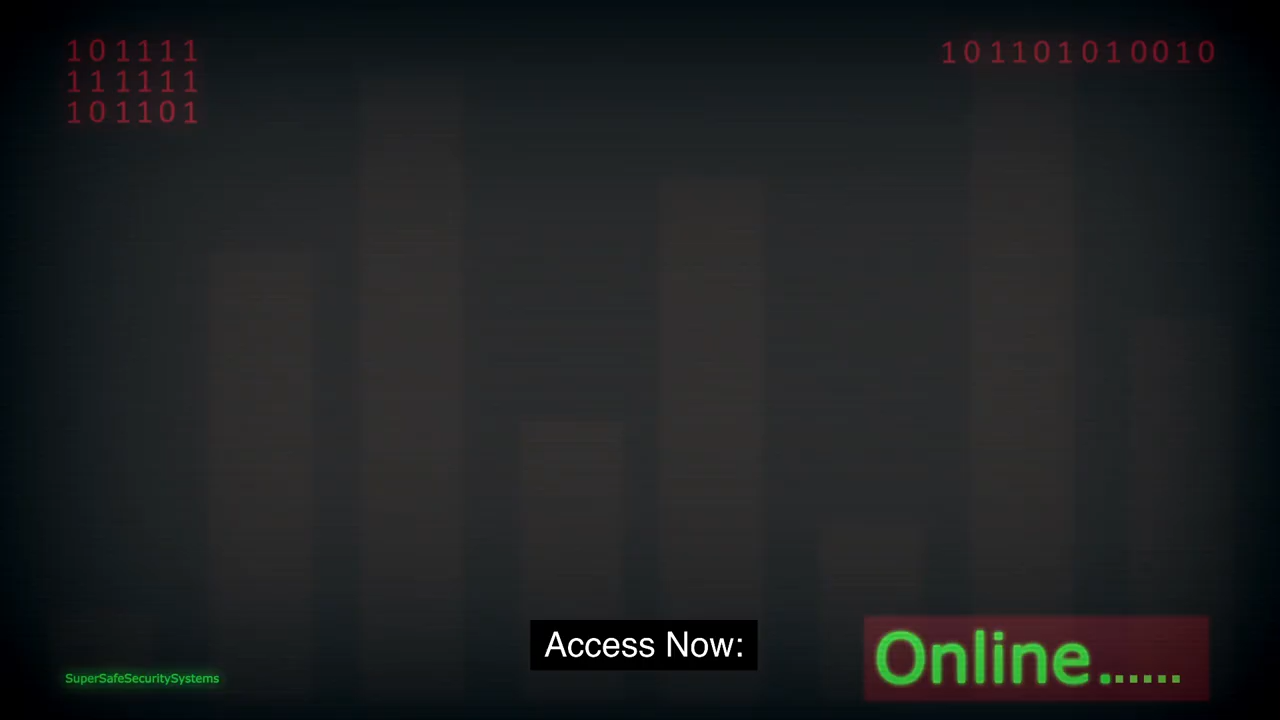 101111
111111
101101
101101010010
Access Now:
Online......
SuperSafeSecuritySystems